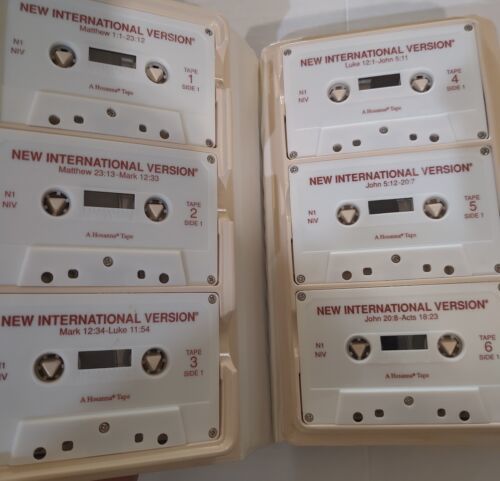 NEW INTERNATIONAL VERSION®
Matthew 1:1-23:12
N1
NIV
TAPE
1
SIDE 1
A Hosanna® Tape
NEW INTERNATIONAL VERSION®
Matthew 23:13-Mark 12:33
N1
NIV
TAPE
2
SIDE 1
A Hosanna® Tape
NEW INTERNATIONAL VERSION®
Mark 12:34-Luke 11:54
N1
NIV
TAPE
3
SIDE 1
A Hosanna® Tape
NEW INTERNATIONAL VERSION®
Luke 12:1-John 5:11
N1
NIV
TAPE
4
SIDE 1
A Hosanna® Tape
NEW INTERNATIONAL VERSION®
John 5:12-20:7
N1
NIV
TAPE
5
SIDE 1
A Hosanna® Tape
NEW INTERNATIONAL VERSION®
John 20:8-Acts 18:23
N1
NIV
TAPE
6
SIDE 1
A Hosanna® Tape